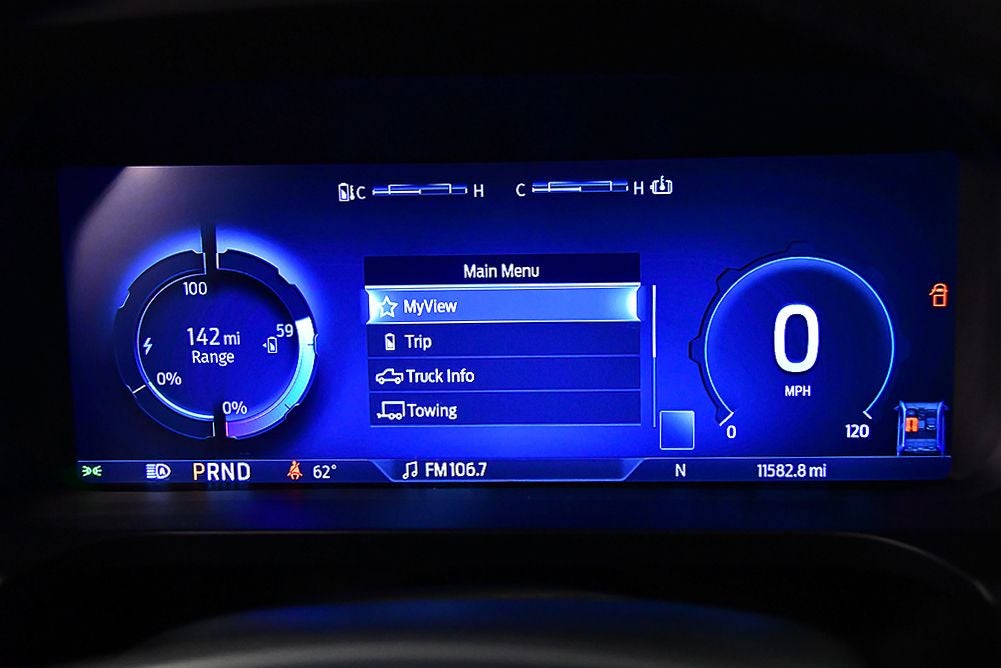 C H C H
Main Menu
MyView
Trip
Truck Info
Towing
100
142 mi
Range
59
0%
0%
0
MPH
0 120
PRND 62° FM106.7 N 11582.8 mi